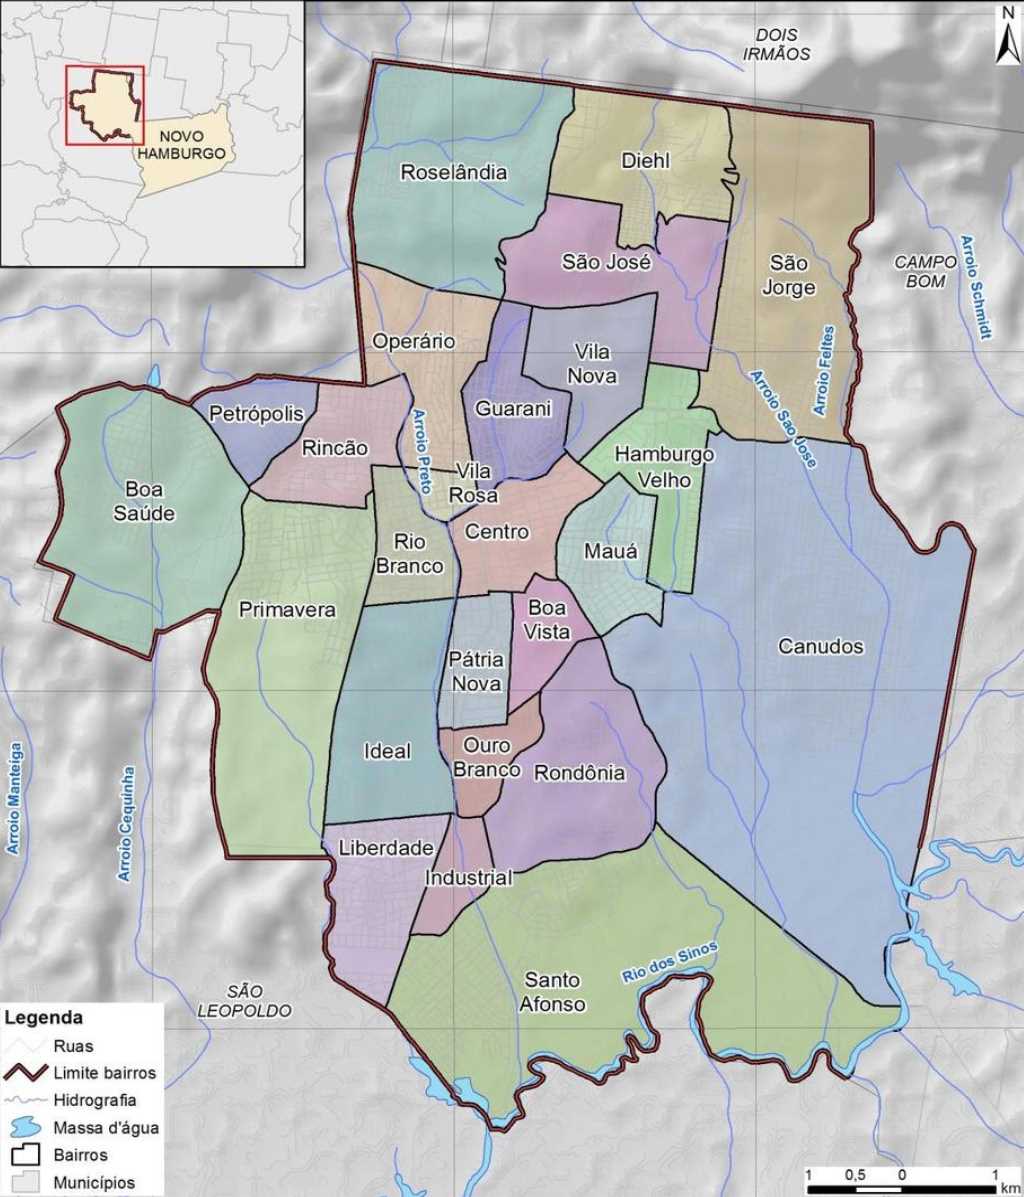 N
DOIS
IRMÃOS
NOVO
HAMBURGO
Roselândia
Diehl
São José
São
Jorge
CAMPO
BOM
Arroio Schmidt
Operário
Vila
Nova
Arroio Feltes
Arroio São José
Petrópolis
Guarani
Rincão
Arroio Preto
Hamburgo
Velho
Vila
Rosa
Boa
Saúde
Centro
Rio
Branco
Mauá
Primavera
Boa
Vista
Canudos
Pátria
Nova
Ideal
Ouro
Branco
Rondônia
Arroio Manteiga
Arroio Cequinha
Liberdade
Industrial
Santo
Afonso
Rio dos Sinos
SÃO
LEOPOLDO
Legenda
Ruas
Limite bairros
Hidrografia
Massa d'água
Bairros
Municípios
1 0,5 0 1
km